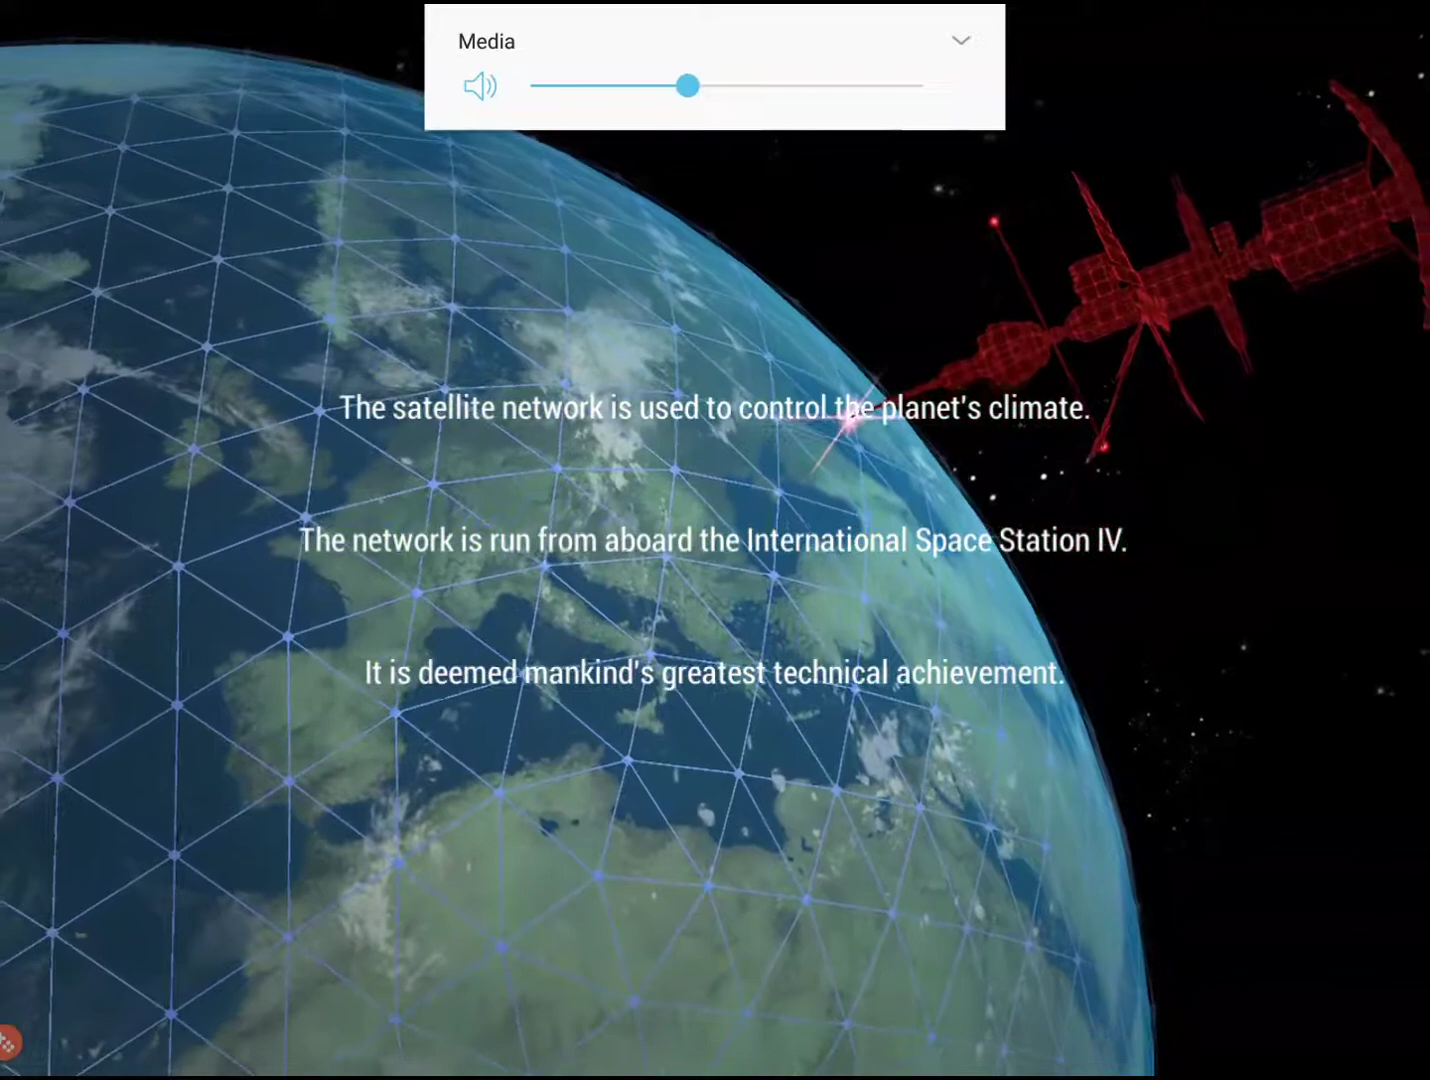 Media
The satellite network is used to control the planet's climate.
The network is run from aboard the International Space Station IV.
It is deemed mankind's greatest technical achievement.